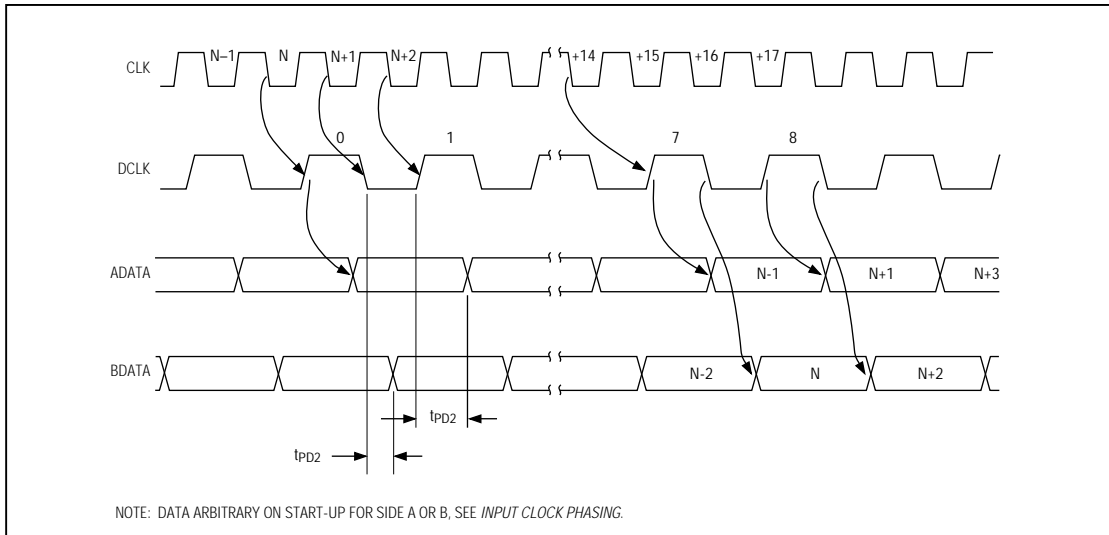 CLK N–1 N N+1 N+2 +14 +15 +16 +17
0 1 7 8
DCLK
ADATA N-1 N+1 N+3
BDATA N-2 N N+2
tPD2
tPD2
NOTE: DATA ARBITRARY ON START-UP FOR SIDE A OR B, SEE INPUT CLOCK PHASING.